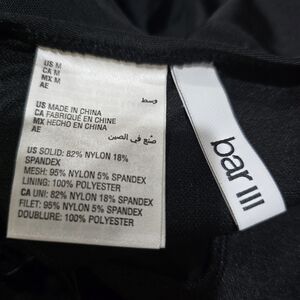 US M
CA M
MX M
AE وسط
US MADE IN CHINA
CA FABRIQUÉ EN CHINE
MX HECHO EN CHINA
AE صنع في الصين
US SOLID: 82% NYLON 18%
SPANDEX
MESH: 95% NYLON 5% SPANDEX
LINING: 100% POLYESTER
CA UNI: 82% NYLON 18% SPANDEX
FILET: 95% NYLON 5% SPANDEX
DOUBLURE: 100% POLYESTER
bar III